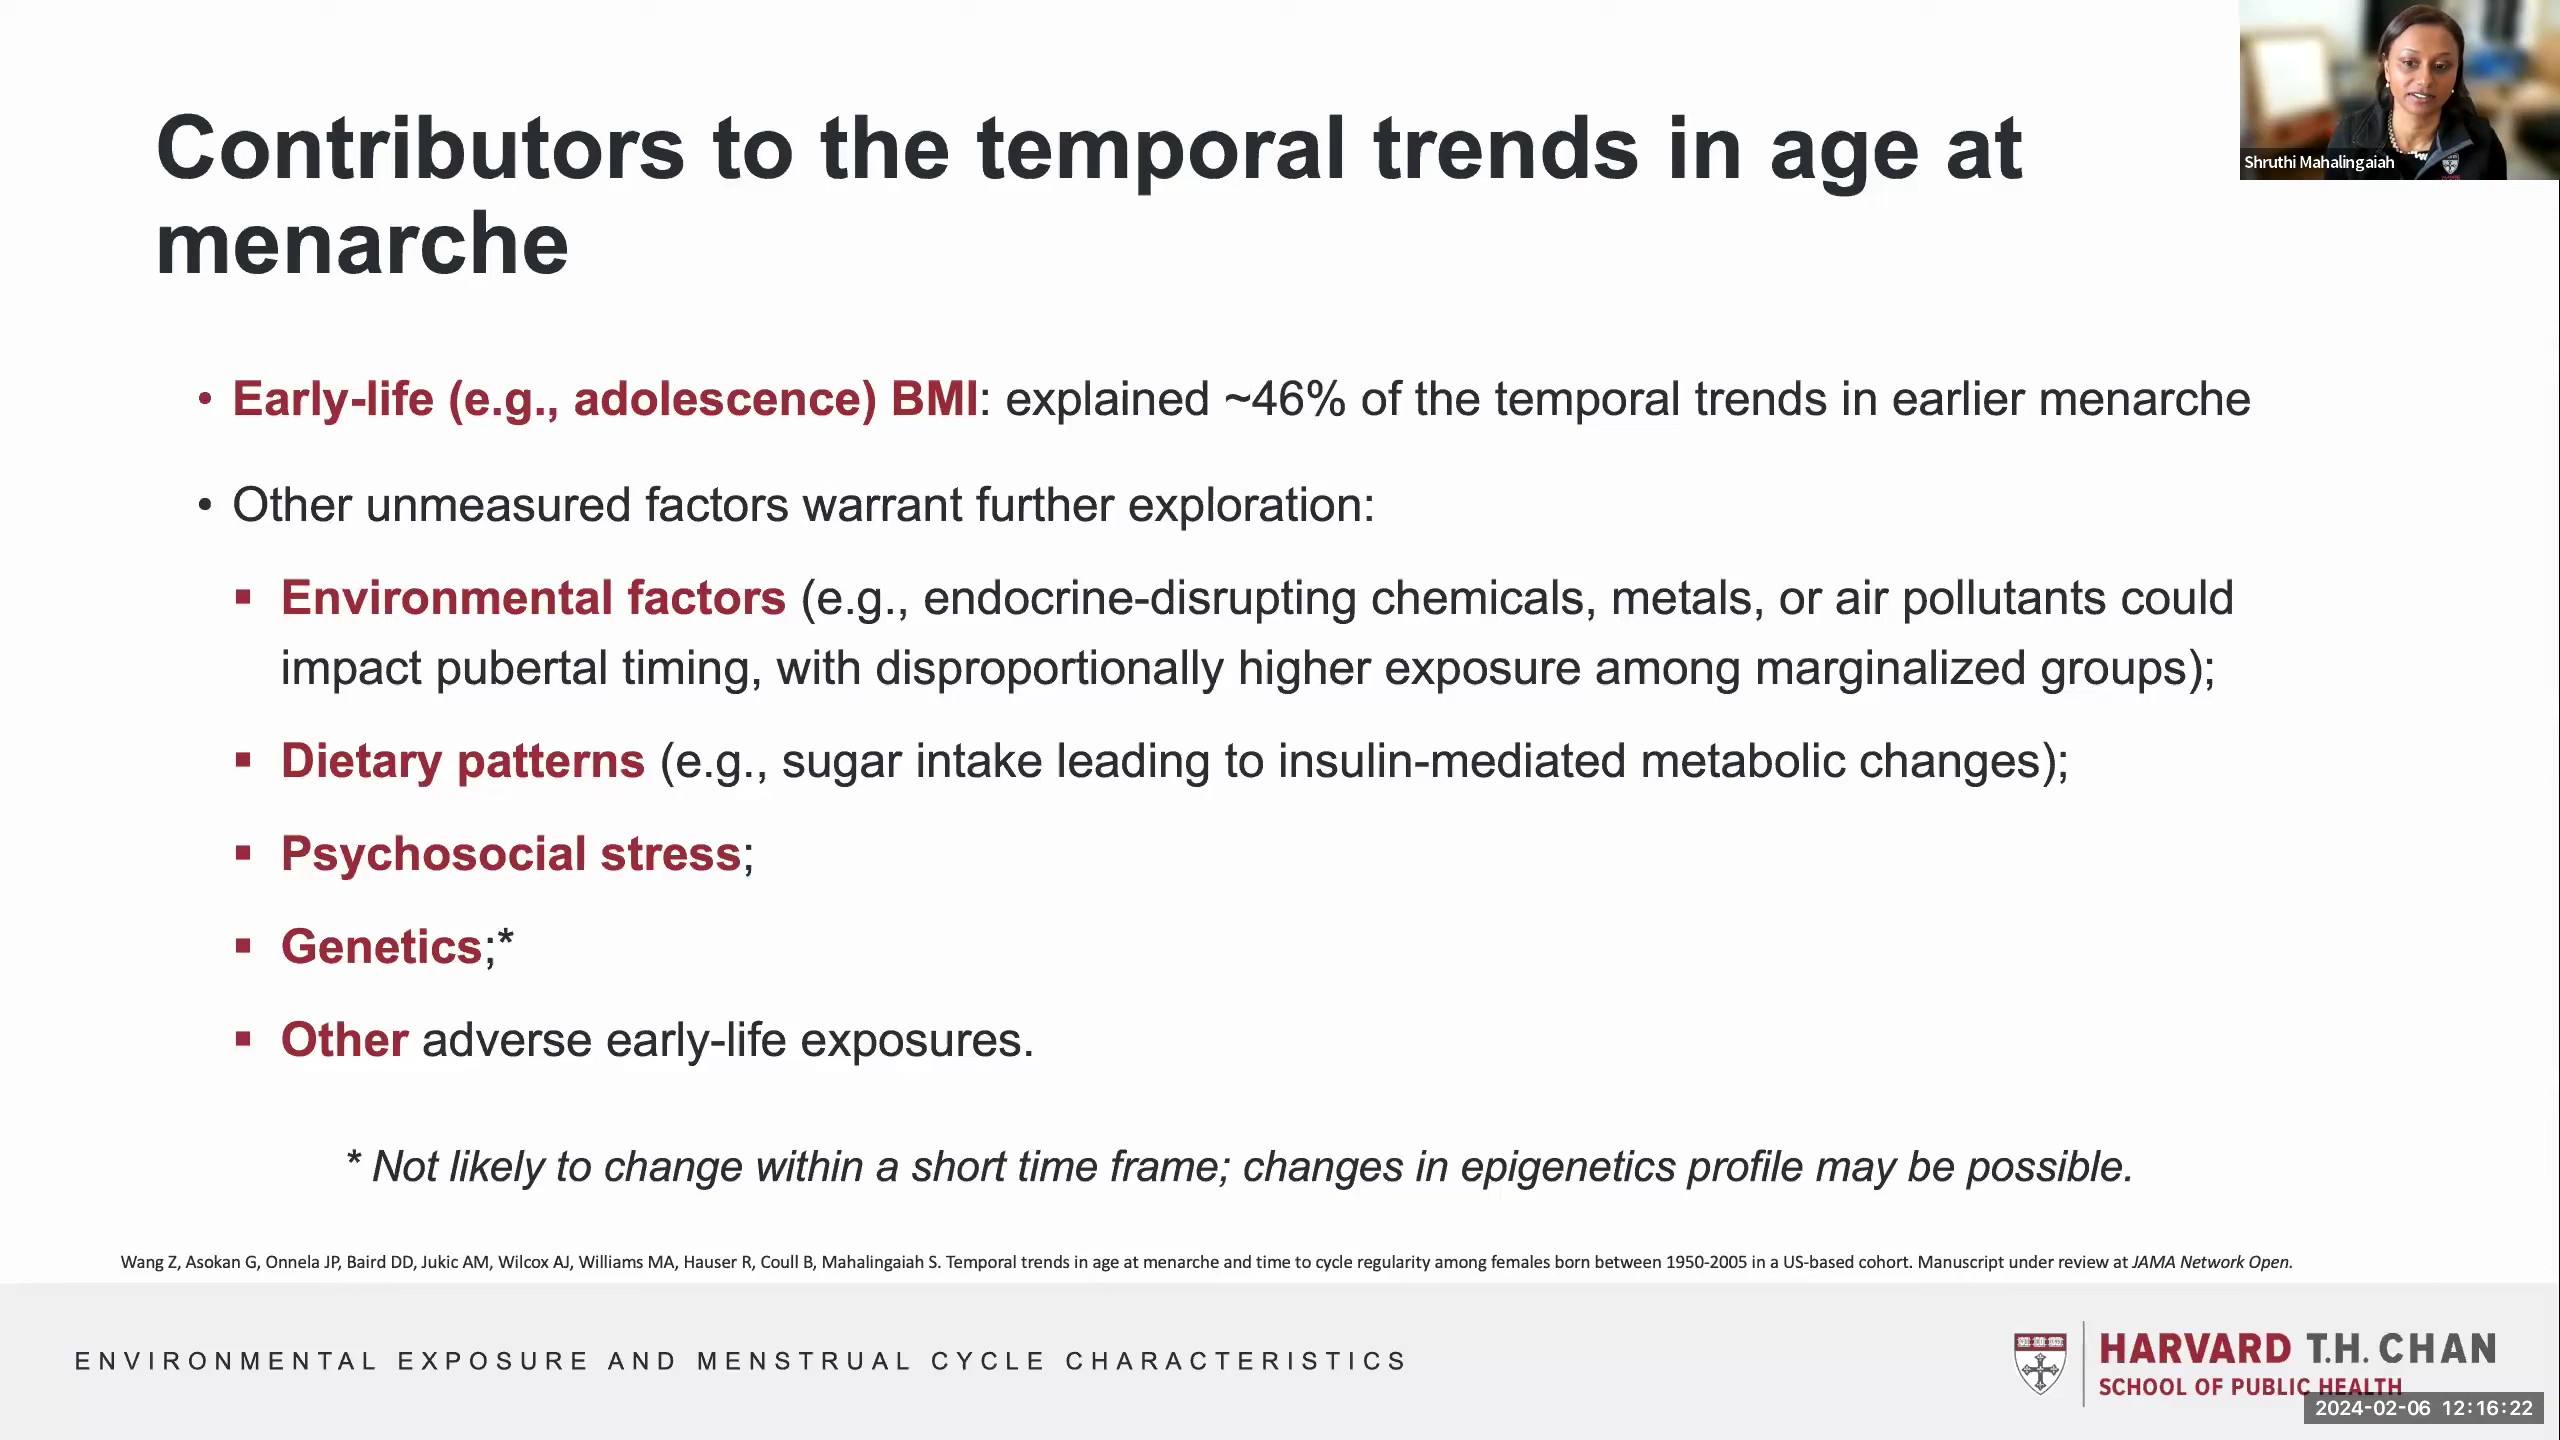 Contributors to the temporal trends in age at
menarche
Shruthi Mahalingaiah
• Early-life (e.g., adolescence) BMI: explained ~46% of the temporal trends in earlier menarche
• Other unmeasured factors warrant further exploration:
▪ Environmental factors (e.g., endocrine-disrupting chemicals, metals, or air pollutants could
impact pubertal timing, with disproportionally higher exposure among marginalized groups);
▪ Dietary patterns (e.g., sugar intake leading to insulin-mediated metabolic changes);
▪ Psychosocial stress;
▪ Genetics;*
▪ Other adverse early-life exposures.
* Not likely to change within a short time frame; changes in epigenetics profile may be possible.
Wang Z, Asokan G, Onnela JP, Baird DD, Jukic AM, Wilcox AJ, Williams MA, Hauser R, Coull B, Mahalingaiah S. Temporal trends in age at menarche and time to cycle regularity among females born between 1950-2005 in a US-based cohort. Manuscript under review at JAMA Network Open.
ENVIRONMENTAL EXPOSURE AND MENSTRUAL CYCLE CHARACTERISTICS
HARVARD T.H. CHAN
SCHOOL OF PUBLIC HEALTH
2024-02-06 12:16:22